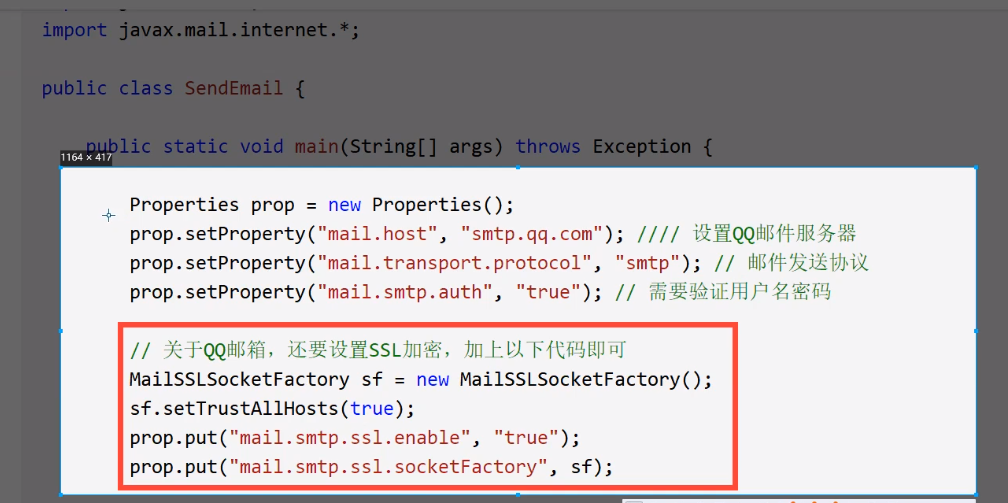 import javax.mail.internet.*;
public class SendEmail {
public static void main(String[] args) throws Exception {
1164 × 417
Properties prop = new Properties();
prop.setProperty("mail.host", "smtp.qq.com"); //// 设置QQ邮件服务器
prop.setProperty("mail.transport.protocol", "smtp"); // 邮件发送协议
prop.setProperty("mail.smtp.auth", "true"); // 需要验证用户名密码
// 关于QQ邮箱，还要设置SSL加密，加上以下代码即可
MailSSLSocketFactory sf = new MailSSLSocketFactory();
sf.setTrustAllHosts(true);
prop.put("mail.smtp.ssl.enable", "true");
prop.put("mail.smtp.ssl.socketFactory", sf);